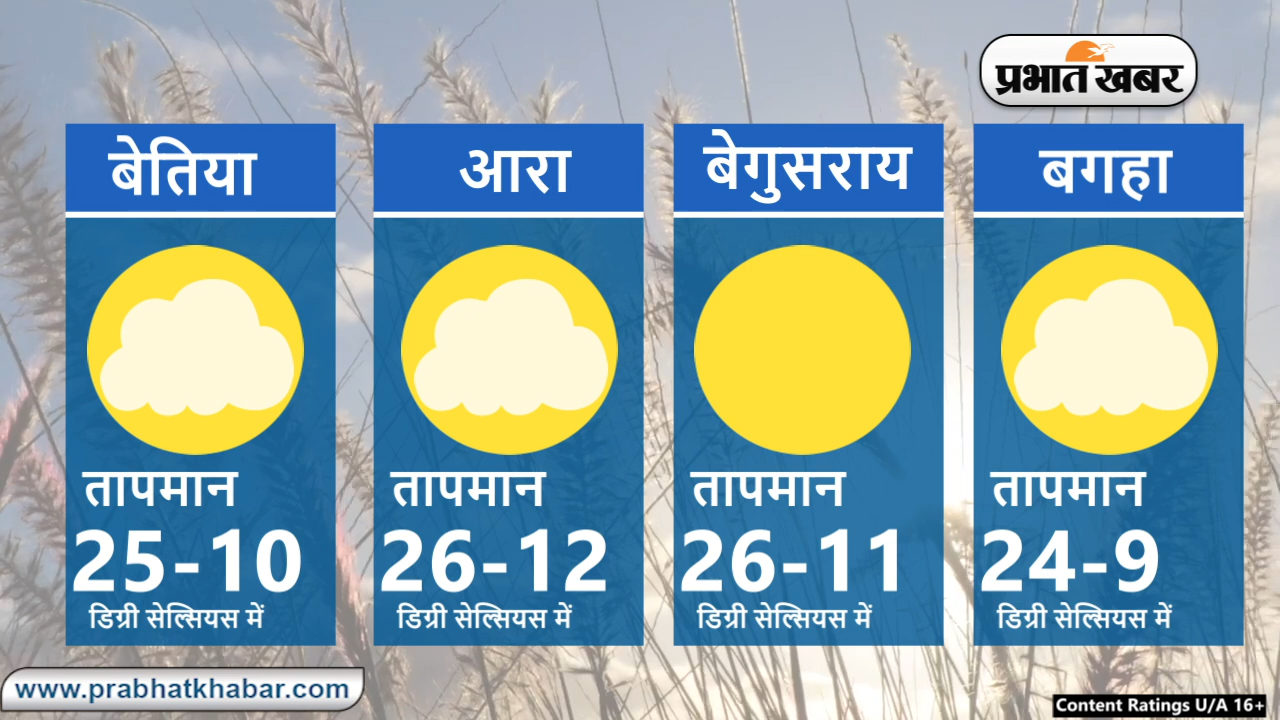 प्रभात खबर
बेतिया
तापमान
25-10
डिग्री सेल्सियस में
आरा
तापमान
26-12
डिग्री सेल्सियस में
बेगुसराय
तापमान
26-11
डिग्री सेल्सियस में
बगहा
तापमान
24-9
डिग्री सेल्सियस में
www.prabhatkhabar.com
Content Ratings U/A 16+